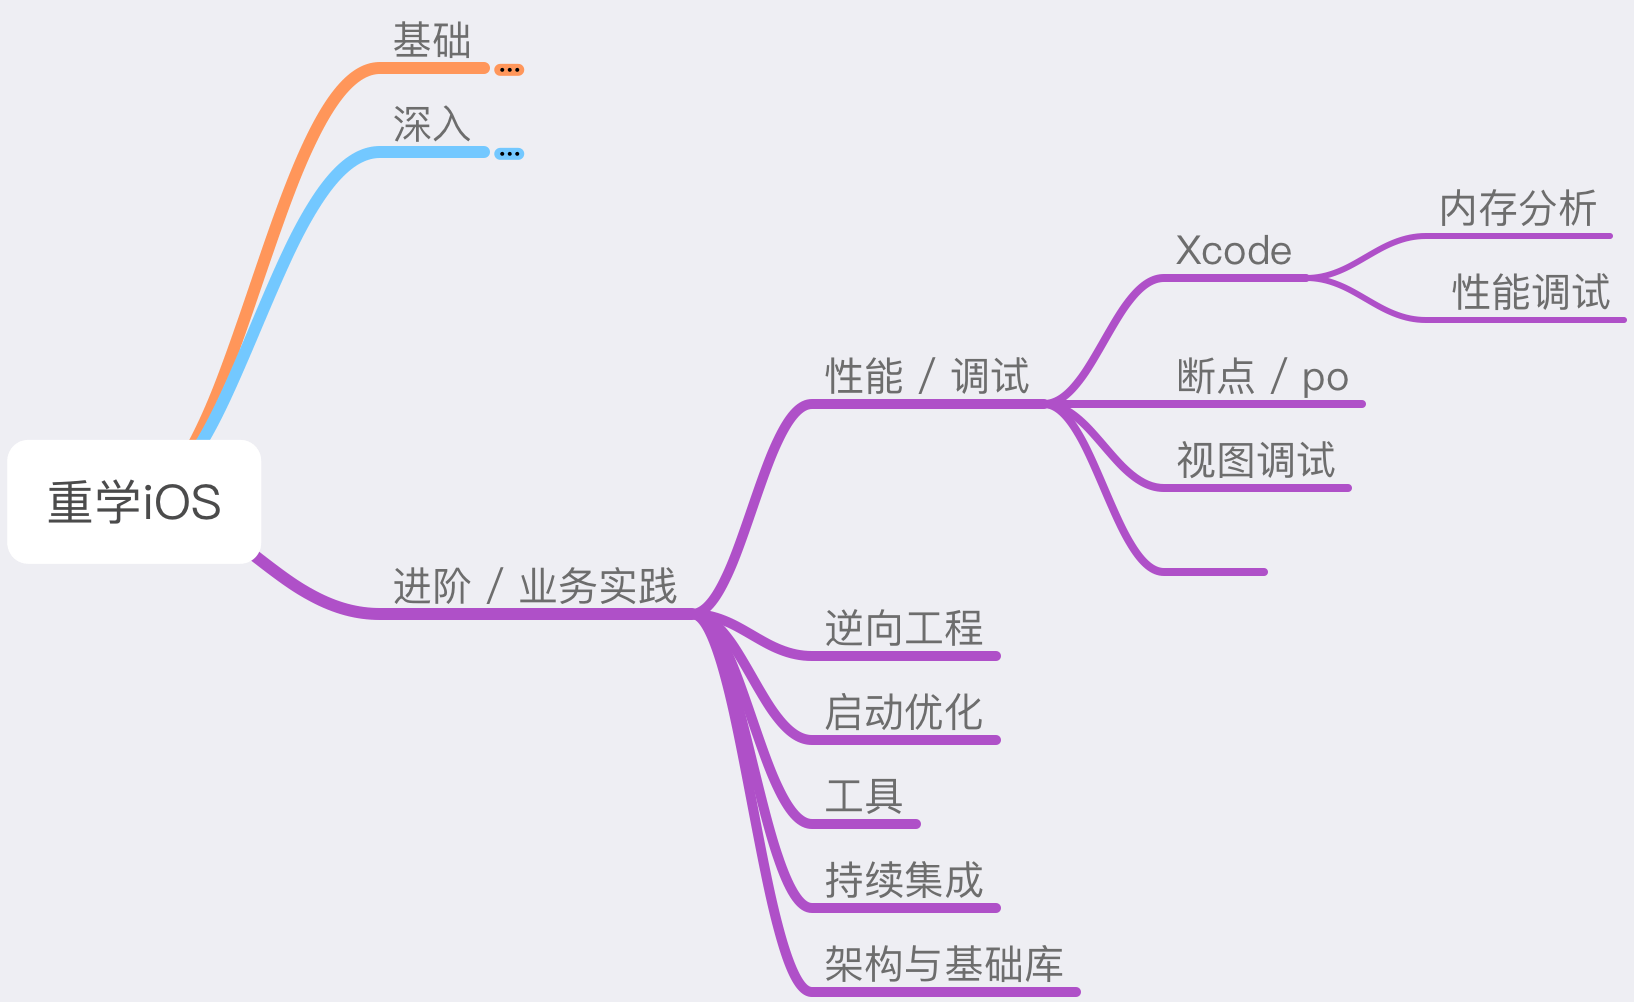 重学iOS
基础
深入
进阶 / 业务实践
性能 / 调试
Xcode
内存分析
性能调试
断点 / po
视图调试
逆向工程
启动优化
工具
持续集成
架构与基础库